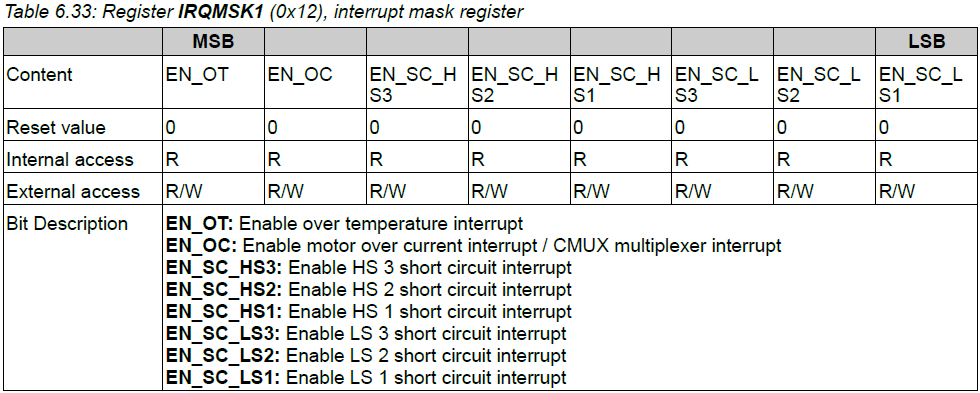 Table 6.33: Register IRQMSK1 (0x12), interrupt mask register
MSB LSB
Content EN_OT EN_OC EN_SC_H EN_SC_H EN_SC_H EN_SC_L EN_SC_L EN_SC_L
S3 S2 S1 S3 S2 S1
Reset value 0 0 0 0 0 0 0 0
Internal access R R R R R R R R
External access R/W R/W R/W R/W R/W R/W R/W R/W
Bit Description EN_OT: Enable over temperature interrupt
EN_OC: Enable motor over current interrupt / CMUX multiplexer interrupt
EN_SC_HS3: Enable HS 3 short circuit interrupt
EN_SC_HS2: Enable HS 2 short circuit interrupt
EN_SC_HS1: Enable HS 1 short circuit interrupt
EN_SC_LS3: Enable LS 3 short circuit interrupt
EN_SC_LS2: Enable LS 2 short circuit interrupt
EN_SC_LS1: Enable LS 1 short circuit interrupt